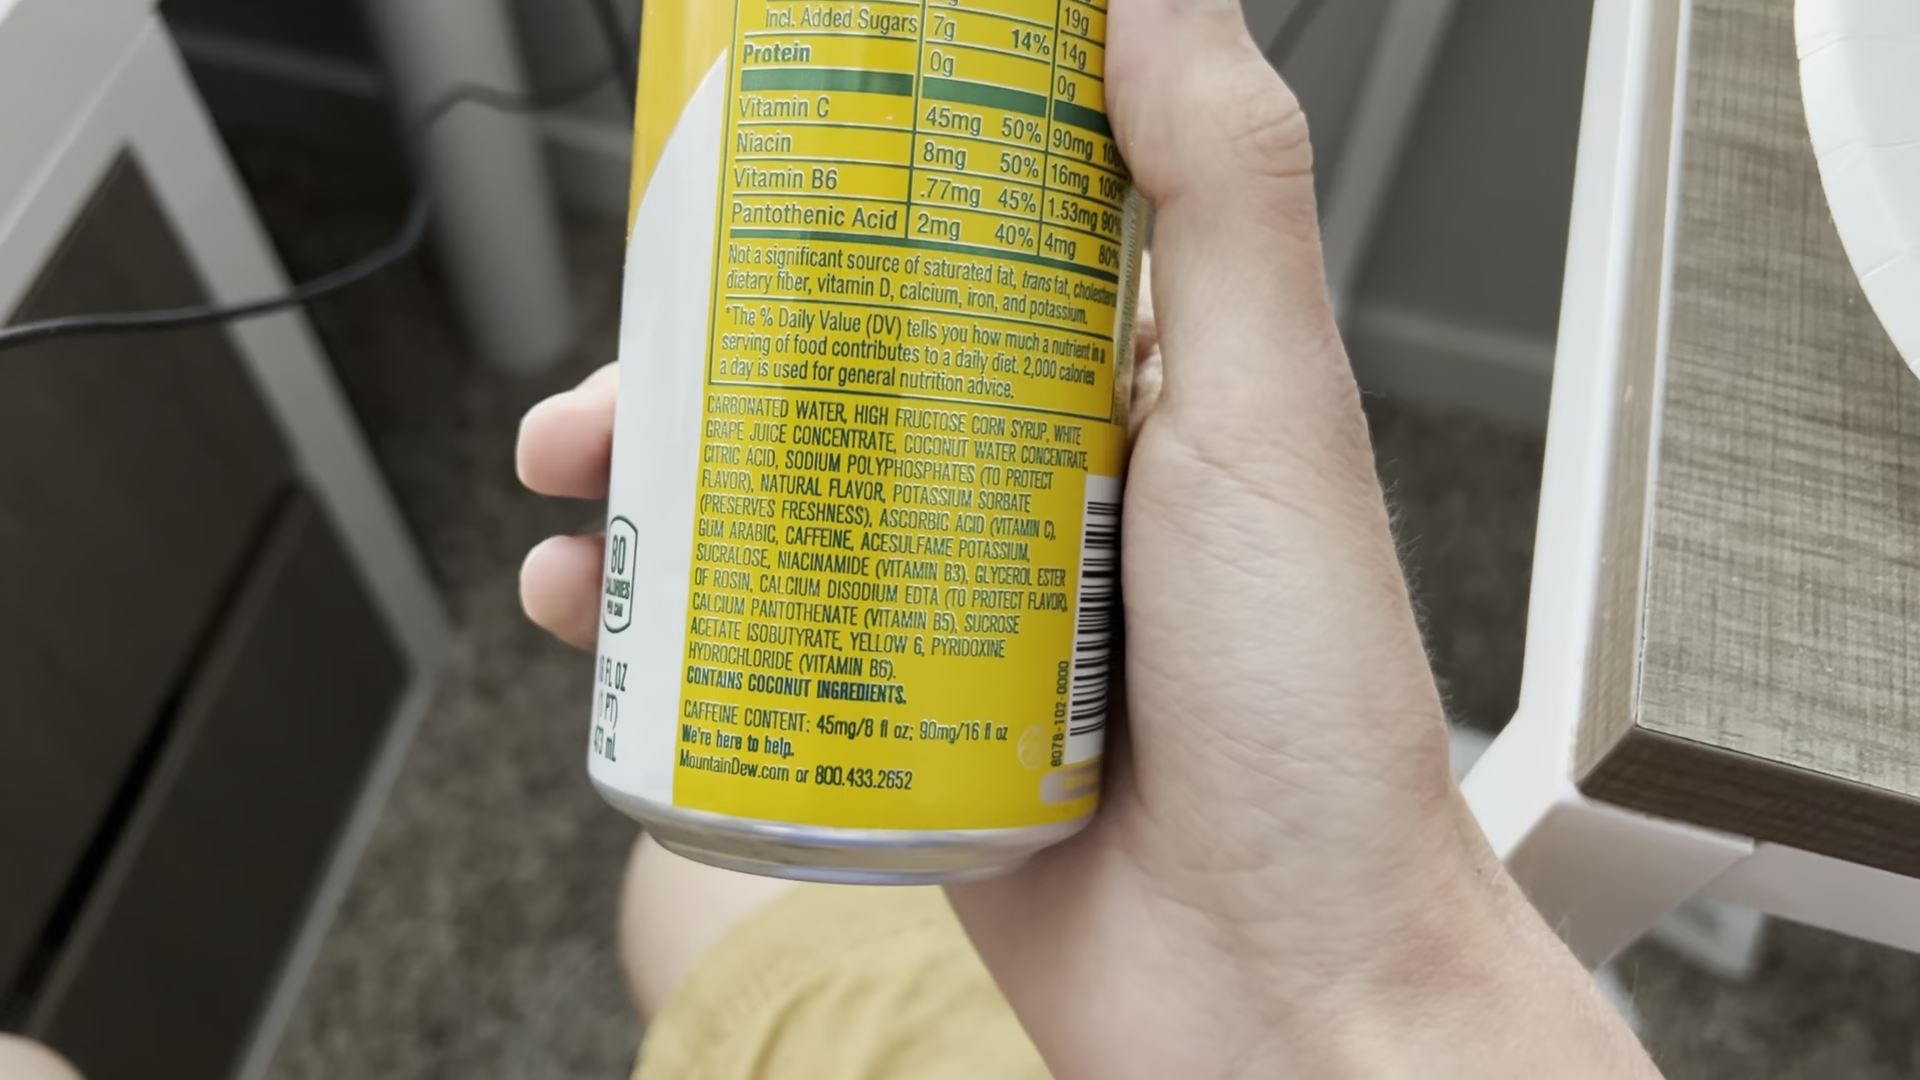 19g
Incl. Added Sugars 7g 14% 14g
Protein 0g 0g
Vitamin C 45mg 50% 90mg
Niacin 8mg 50% 16mg 100%
Vitamin B6 .77mg 45% 1.53mg 90%
Pantothenic Acid 2mg 40% 4mg 80%
Not a significant source of saturated fat, trans fat, cholesterol,
dietary fiber, vitamin D, calcium, iron, and potassium.
*The % Daily Value (DV) tells you how much a nutrient in a
serving of food contributes to a daily diet. 2,000 calories
a day is used for general nutrition advice.
CARBONATED WATER, HIGH FRUCTOSE CORN SYRUP, WHITE
GRAPE JUICE CONCENTRATE, COCONUT WATER CONCENTRATE,
CITRIC ACID, SODIUM POLYPHOSPHATES (TO PROTECT
FLAVOR), NATURAL FLAVOR, POTASSIUM SORBATE
(PRESERVES FRESHNESS), ASCORBIC ACID (VITAMIN C),
GUM ARABIC, CAFFEINE, ACESULFAME POTASSIUM,
SUCRALOSE, NIACINAMIDE (VITAMIN B3), GLYCEROL ESTER
OF ROSIN, CALCIUM DISODIUM EDTA (TO PROTECT FLAVOR),
CALCIUM PANTOTHENATE (VITAMIN B5), SUCROSE
ACETATE ISOBUTYRATE, YELLOW 6, PYRIDOXINE
HYDROCHLORIDE (VITAMIN B6).
CONTAINS COCONUT INGREDIENTS.
CAFFEINE CONTENT: 45mg/8 fl oz; 90mg/16 fl oz
We're here to help.
MountainDew.com or 800.433.2652
80
CALORIES
PER CAN
FL OZ
PT)
mL
8078-102-0000